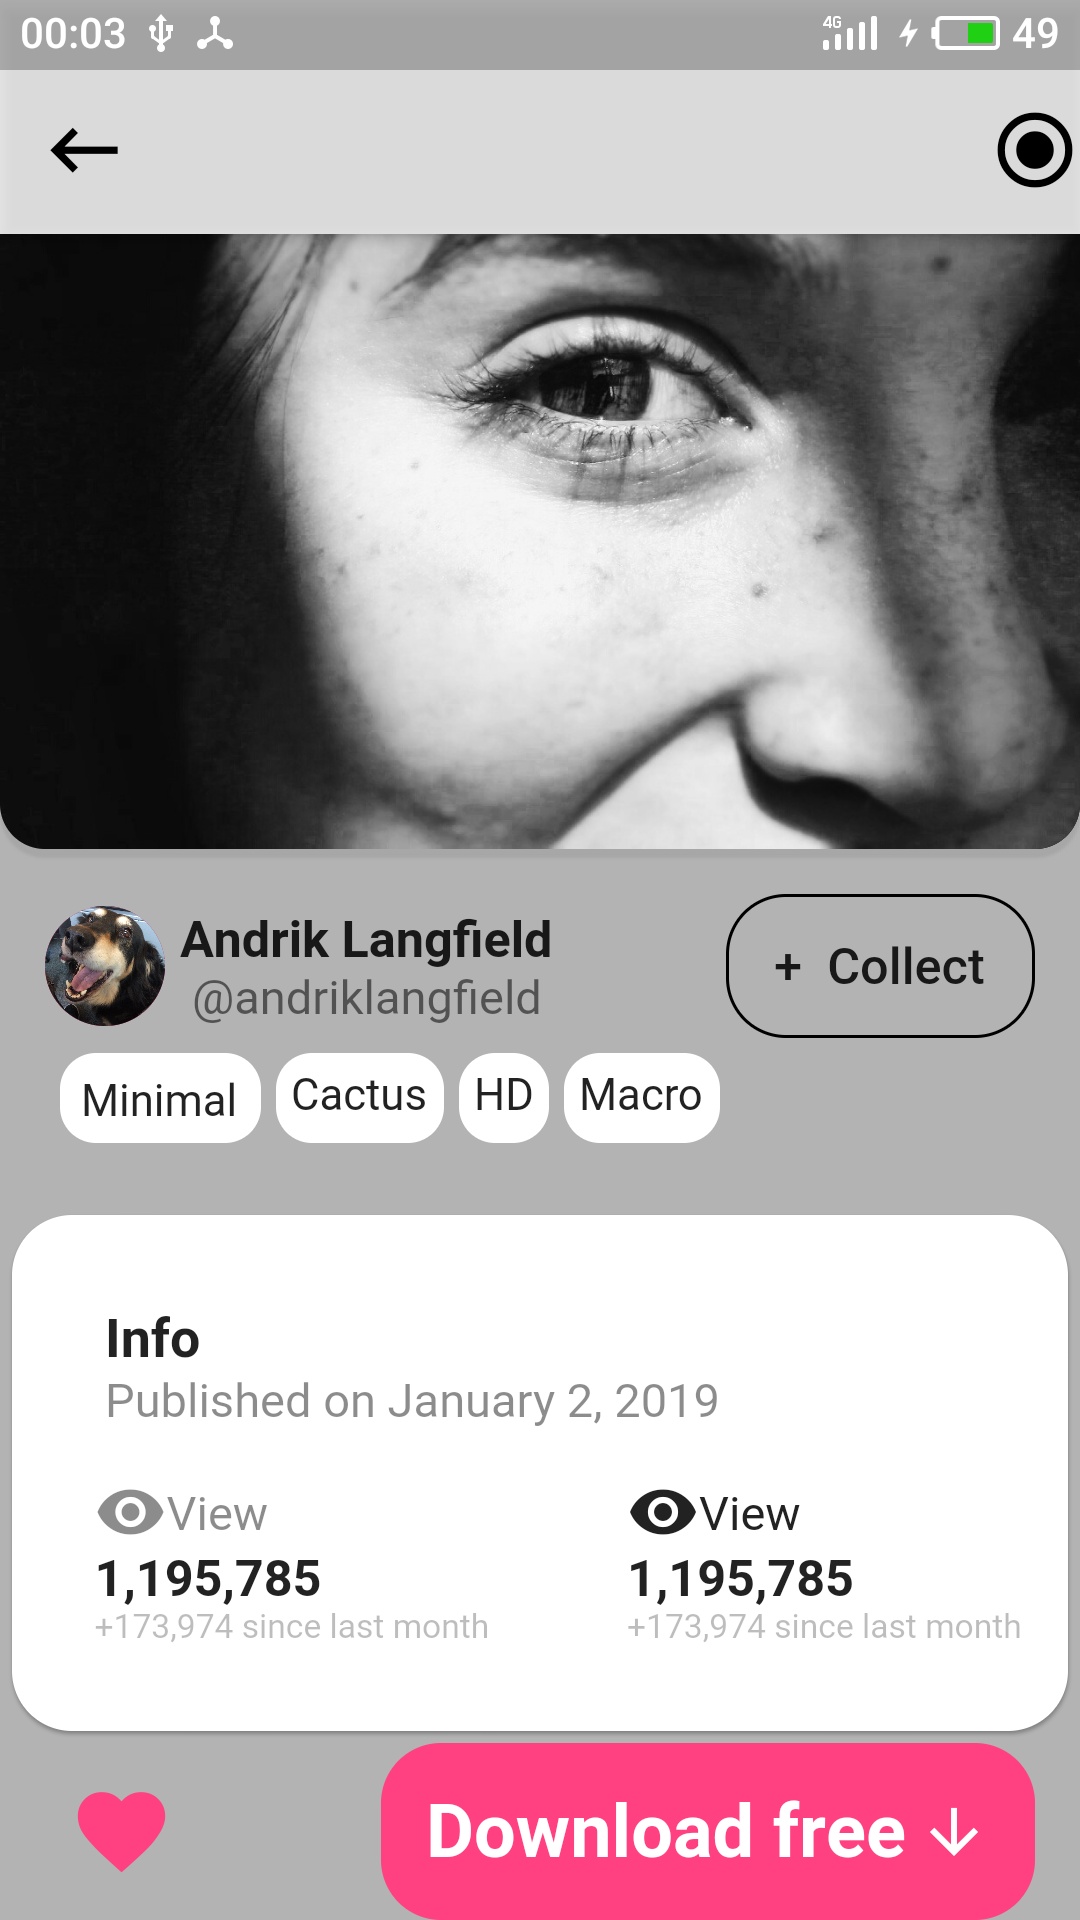 00:03 4G 49
Andrik Langfield
@andriklangfield
+ Collect
Minimal Cactus HD Macro
Info
Published on January 2, 2019
View View
1,195,785 1,195,785
+173,974 since last month +173,974 since last month
Download free